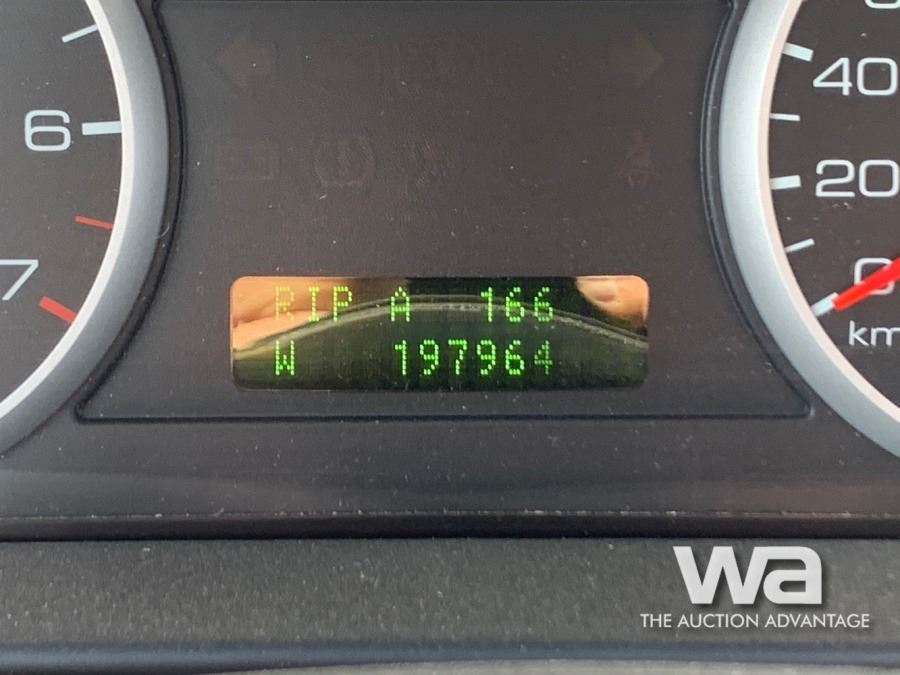 6
7
40
20
0
km
RIP A 166
W 197964
wa
THE AUCTION ADVANTAGE